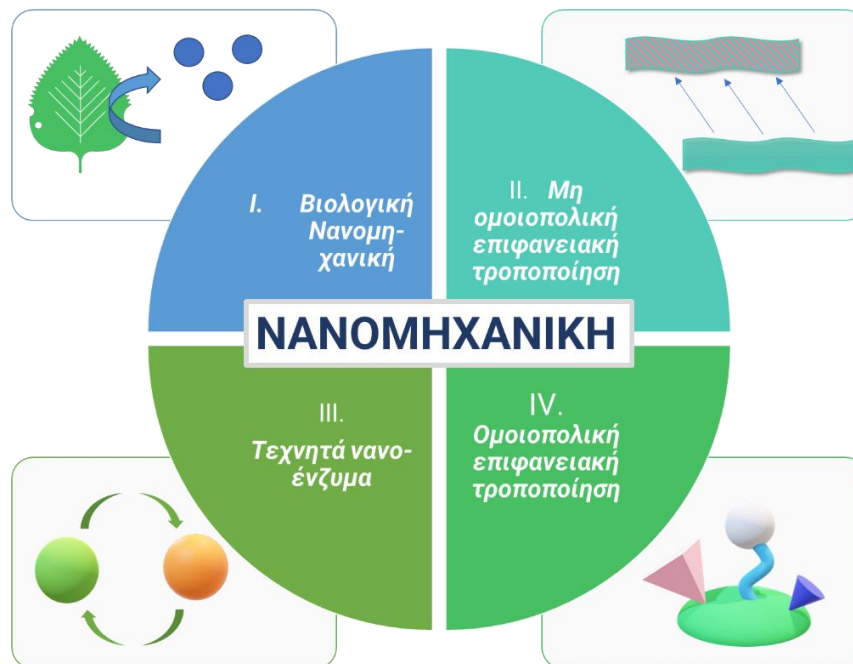 I. Βιολογική
Νανομη-
χανική
II. Μη
ομοιοπολική
επιφανειακή
τροποποίηση
ΝΑΝΟΜΗΧΑΝΙΚΗ
III.
Τεχνητά νανο-
ένζυμα
IV.
Ομοιοπολική
επιφανειακή
τροποποίηση